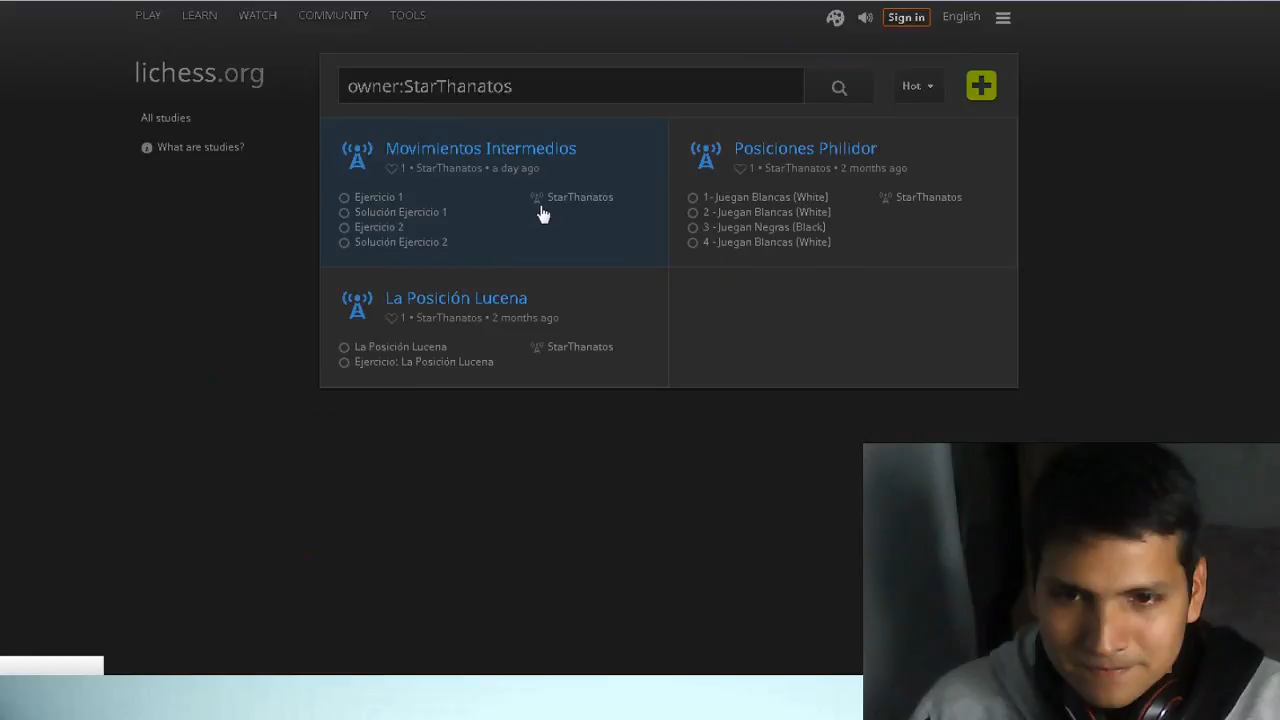 PLAY LEARN WATCH COMMUNITY TOOLS Sign in English
lichess.org
owner:StarThanatos Hot
All studies
What are studies?
Movimientos Intermedios
1 • StarThanatos • a day ago
Ejercicio 1 StarThanatos
Solución Ejercicio 1
Ejercicio 2
Solución Ejercicio 2
Posiciones Philidor
1 • StarThanatos • 2 months ago
1- Juegan Blancas (White) StarThanatos
2 - Juegan Blancas (White)
3 - Juegan Negras (Black)
4 - Juegan Blancas (White)
La Posición Lucena
1 • StarThanatos • 2 months ago
La Posición Lucena StarThanatos
Ejercicio: La Posición Lucena